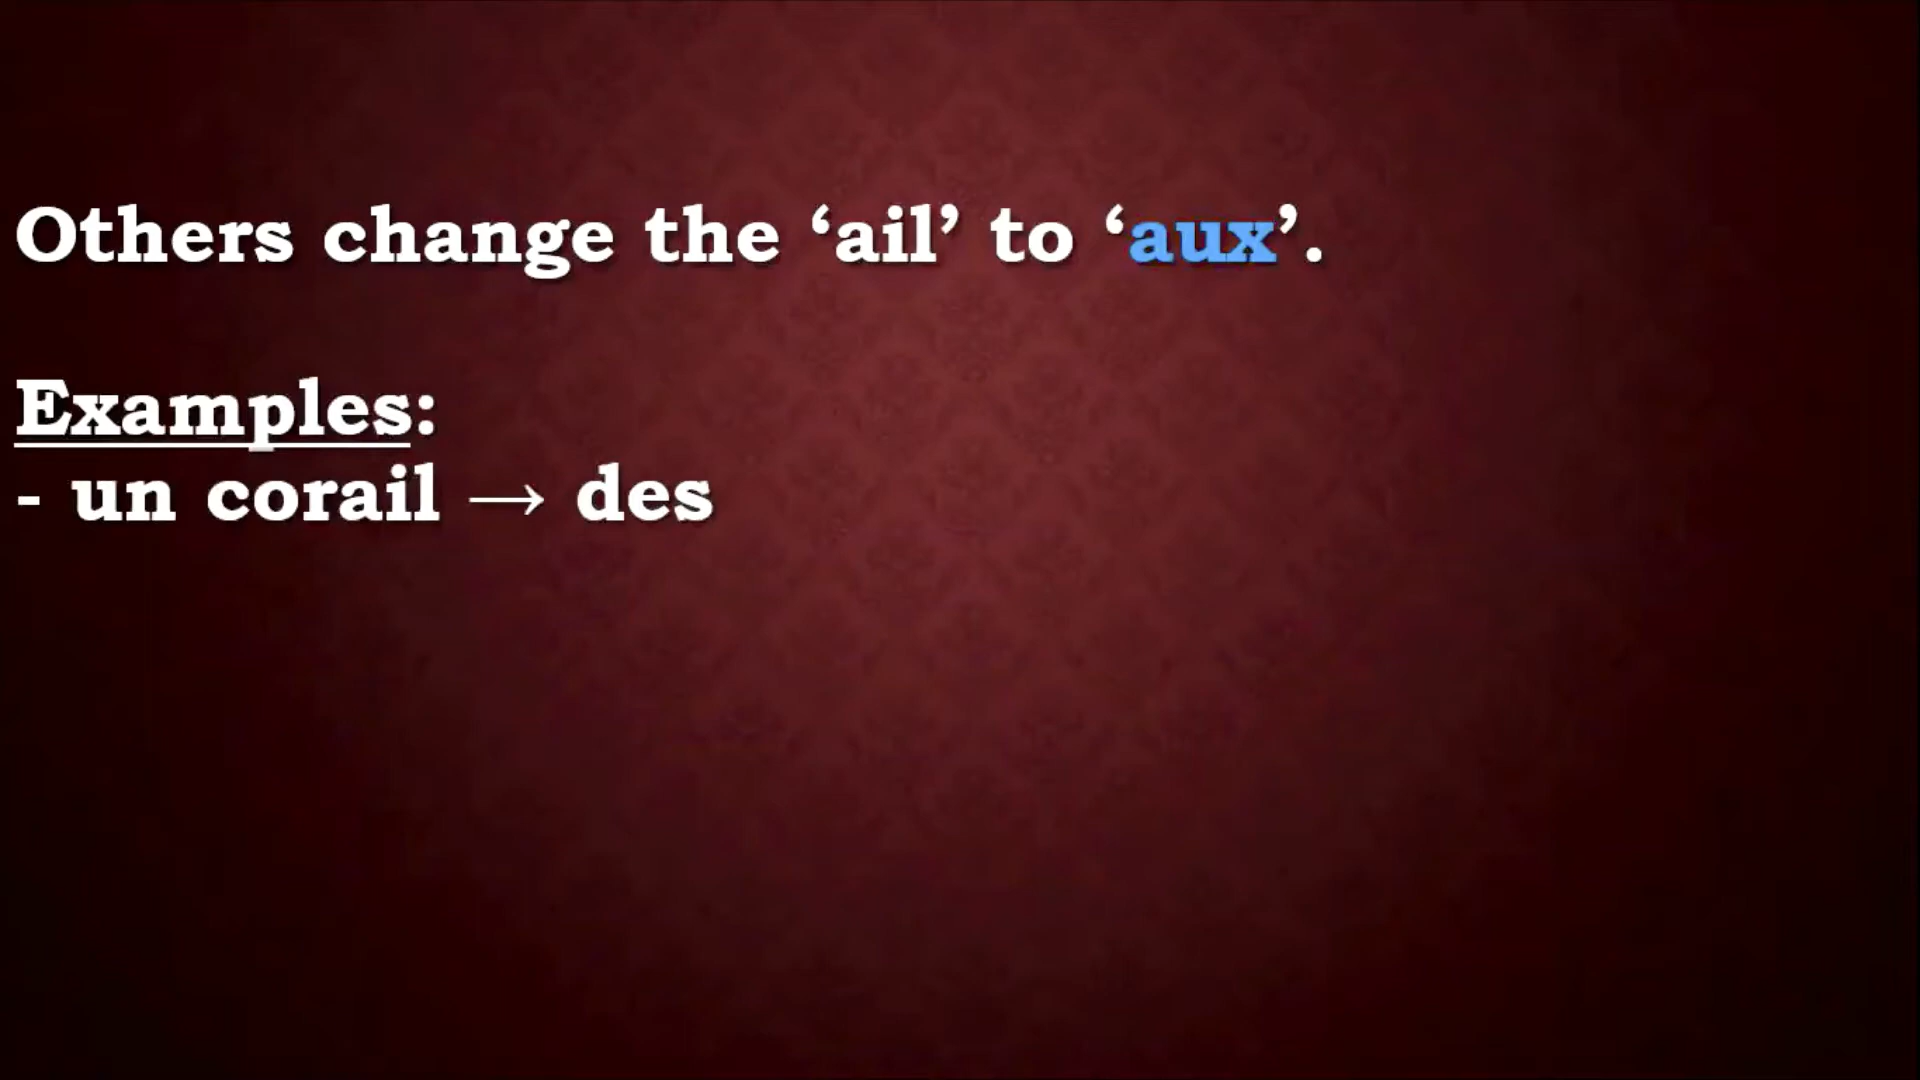 Others change the ‘ail’ to ‘aux’.
Examples:
- un corail → des